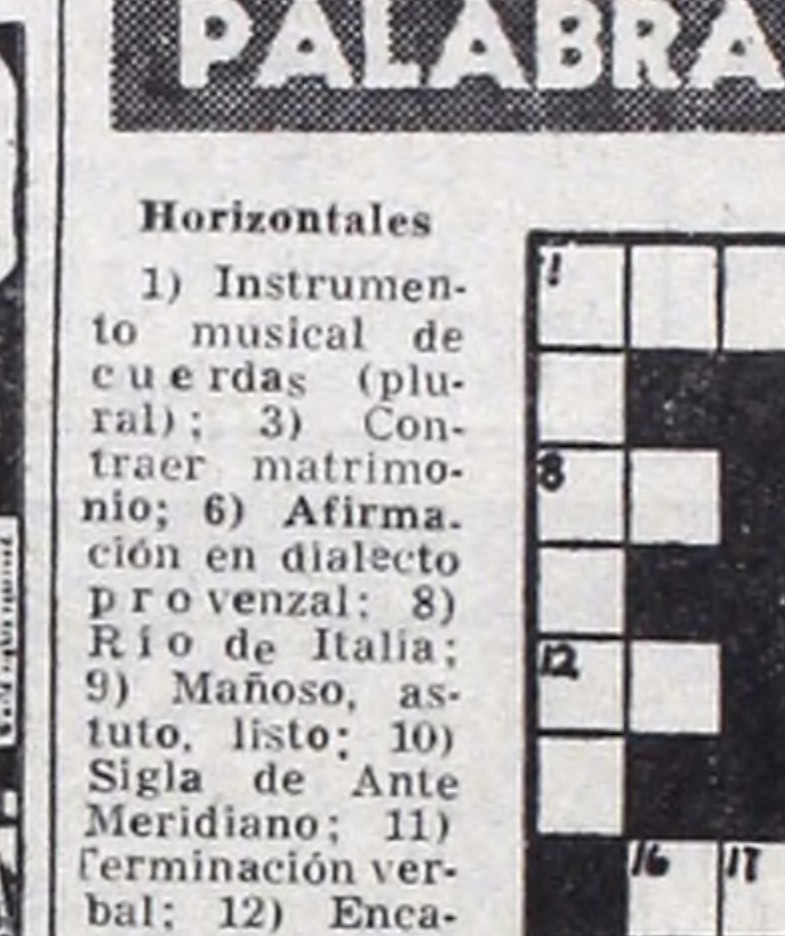 PALABRA
Horizontales
1) Instrumen-
to musical de
cuerdas (plu-
ral); 3) Con-
traer matrimo-
nio; 6) Afirma-
ción en dialecto
provenzal; 8)
Río de Italia;
9) Mañoso, as-
tuto, listo; 10)
Sigla de Ante
Meridiano; 11)
Terminación ver-
bal; 12) Enca-
1
8
12
16 17